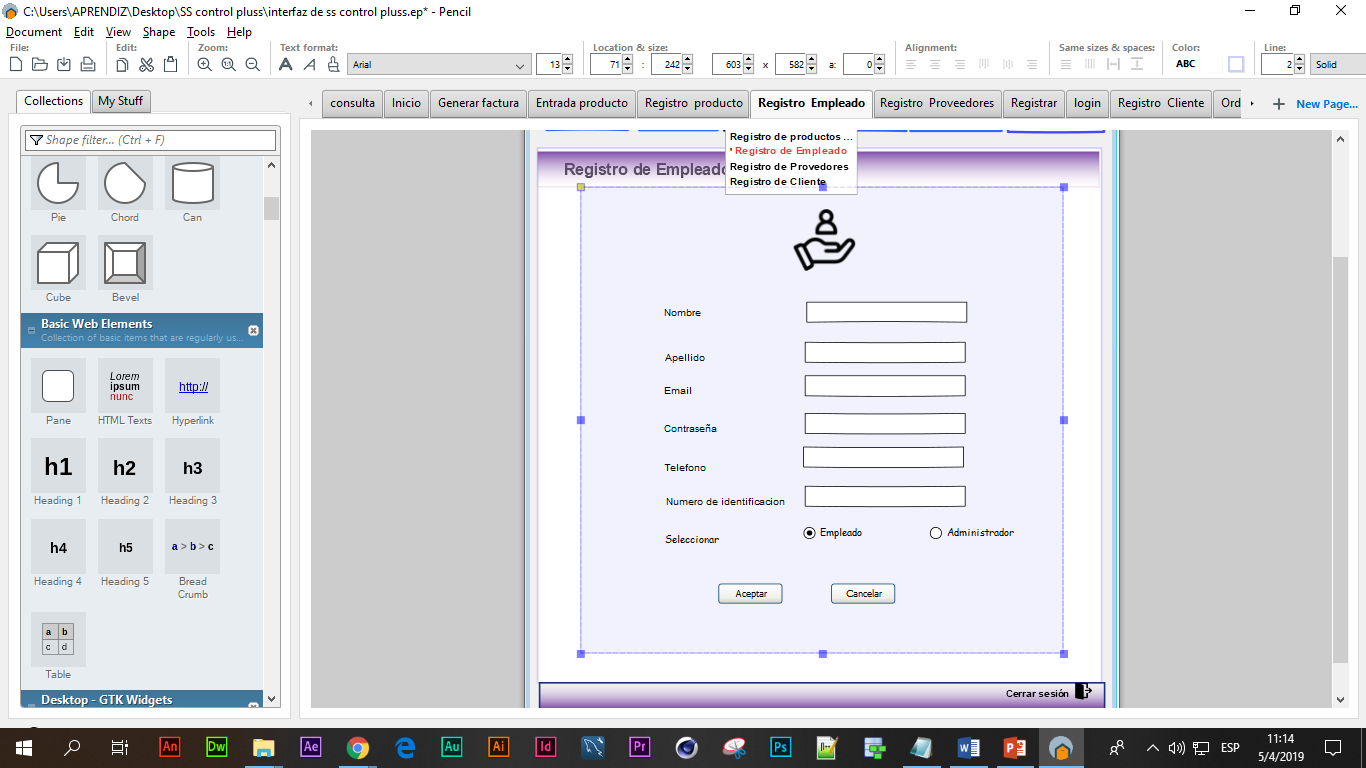 C:\Users\APRENDIZ\Desktop\SS control pluss\interfaz de ss control pluss.ep* - Pencil
Document Edit View Shape Tools Help
File: Edit: Zoom: Text format: Location & size: Alignment: Same sizes & spaces: Color: Line:
1:1 Arial 13 71 : 242 603 x 582 a: 0 ABC 2 Solid
Collections My Stuff
consulta Inicio Generar factura Entrada producto Registro producto Registro Empleado Registro Proveedores Registrar login Registro Cliente Ord New Page...
Shape filter... (Ctrl + F)
Pie Chord Can
Cube Bevel
Basic Web Elements
Collection of basic items that are regularly us...
Lorem
ipsum
nunc
http://
Pane HTML Texts Hyperlink
h1 h2 h3
Heading 1 Heading 2 Heading 3
h4 h5 a > b > c
Heading 4 Heading 5 Bread
Crumb
a b
c d
Table
Desktop - GTK Widgets
Registro de productos ...
' Registro de Empleado
Registro de Provedores
Registro de Cliente
Registro de Empleado
Nombre
Apellido
Email
Contraseña
Telefono
Numero de identificacion
Seleccionar Empleado Administrador
Aceptar Cancelar
Cerrar sesión
An Dw Ae Au Ai Id Pr Ps
ESP
11:14
5/4/2019